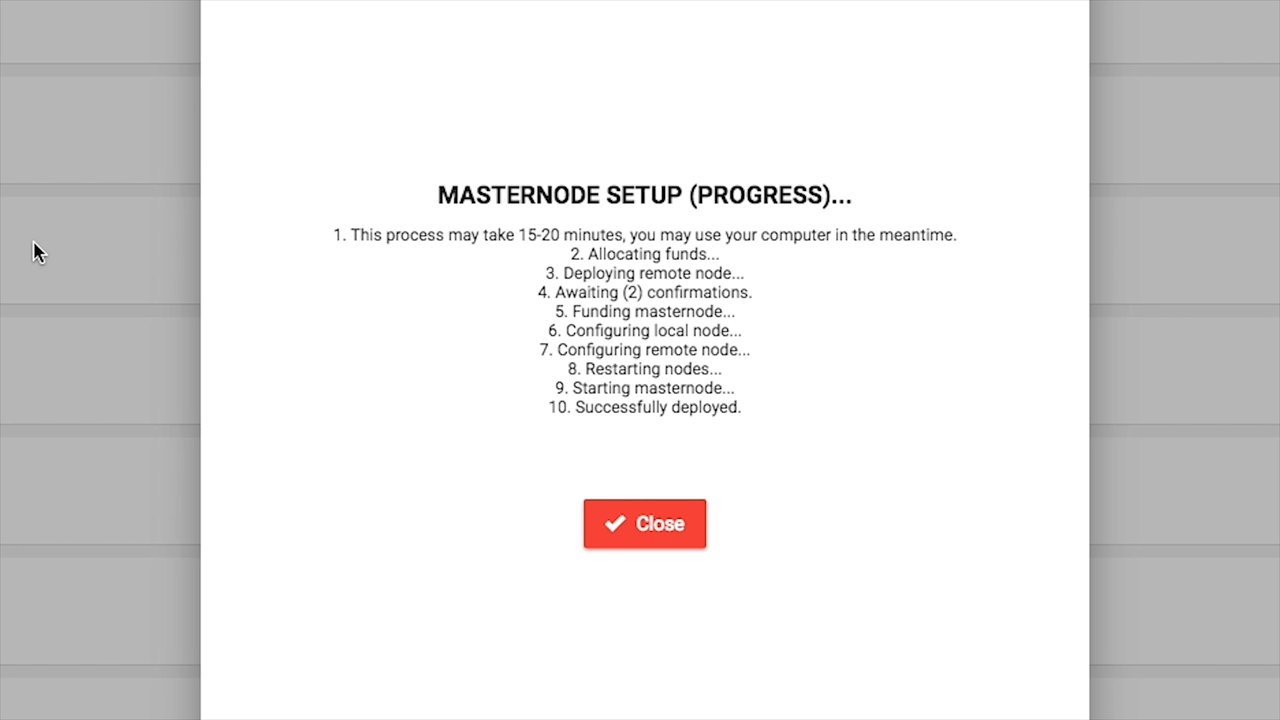 MASTERNODE SETUP (PROGRESS)...
1. This process may take 15-20 minutes, you may use your computer in the meantime.
2. Allocating funds...
3. Deploying remote node...
4. Awaiting (2) confirmations.
5. Funding masternode...
6. Configuring local node...
7. Configuring remote node...
8. Restarting nodes...
9. Starting masternode...
10. Successfully deployed.
Close